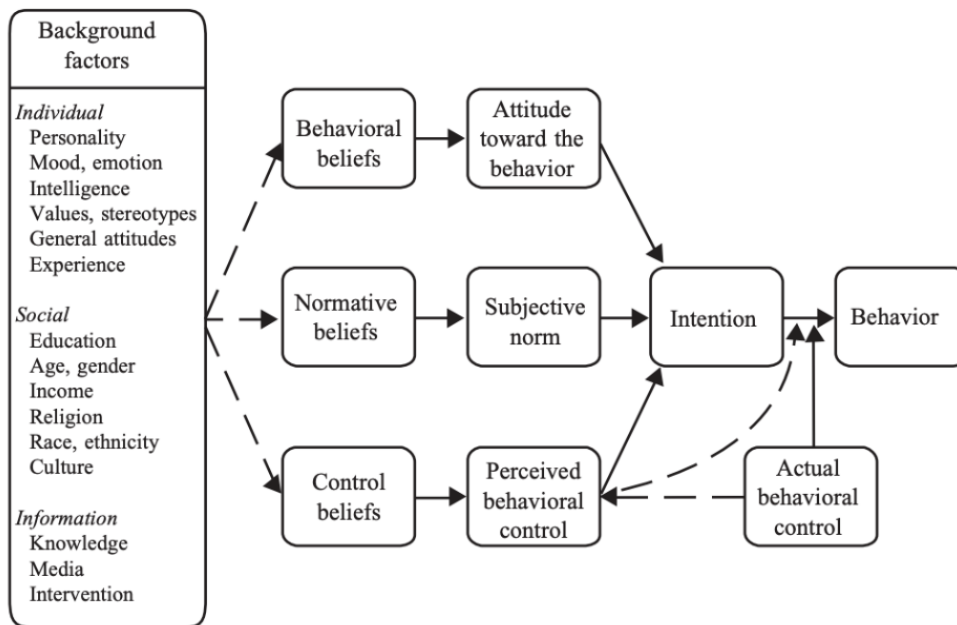 Background
factors
Individual
Personality
Mood, emotion
Intelligence
Values, stereotypes
General attitudes
Experience
Social
Education
Age, gender
Income
Religion
Race, ethnicity
Culture
Information
Knowledge
Media
Intervention
Behavioral
beliefs
Attitude
toward the
behavior
Normative
beliefs
Subjective
norm
Intention
Behavior
Control
beliefs
Perceived
behavioral
control
Actual
behavioral
control